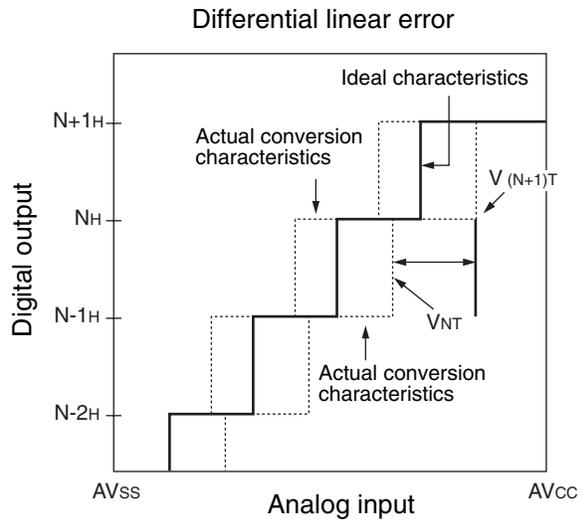 Differential linear error
Ideal characteristics
N+1H
Actual conversion
characteristics
V (N+1)T
NH
Digital output
N-1H
VNT
Actual conversion
characteristics
N-2H
AVSS
AVCC
Analog input